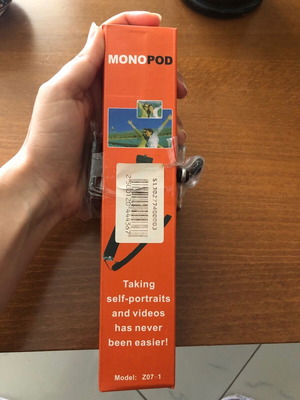 MONOPOD
Taking
self-portraits
and videos
has never
been easier!
Model: Z07-1